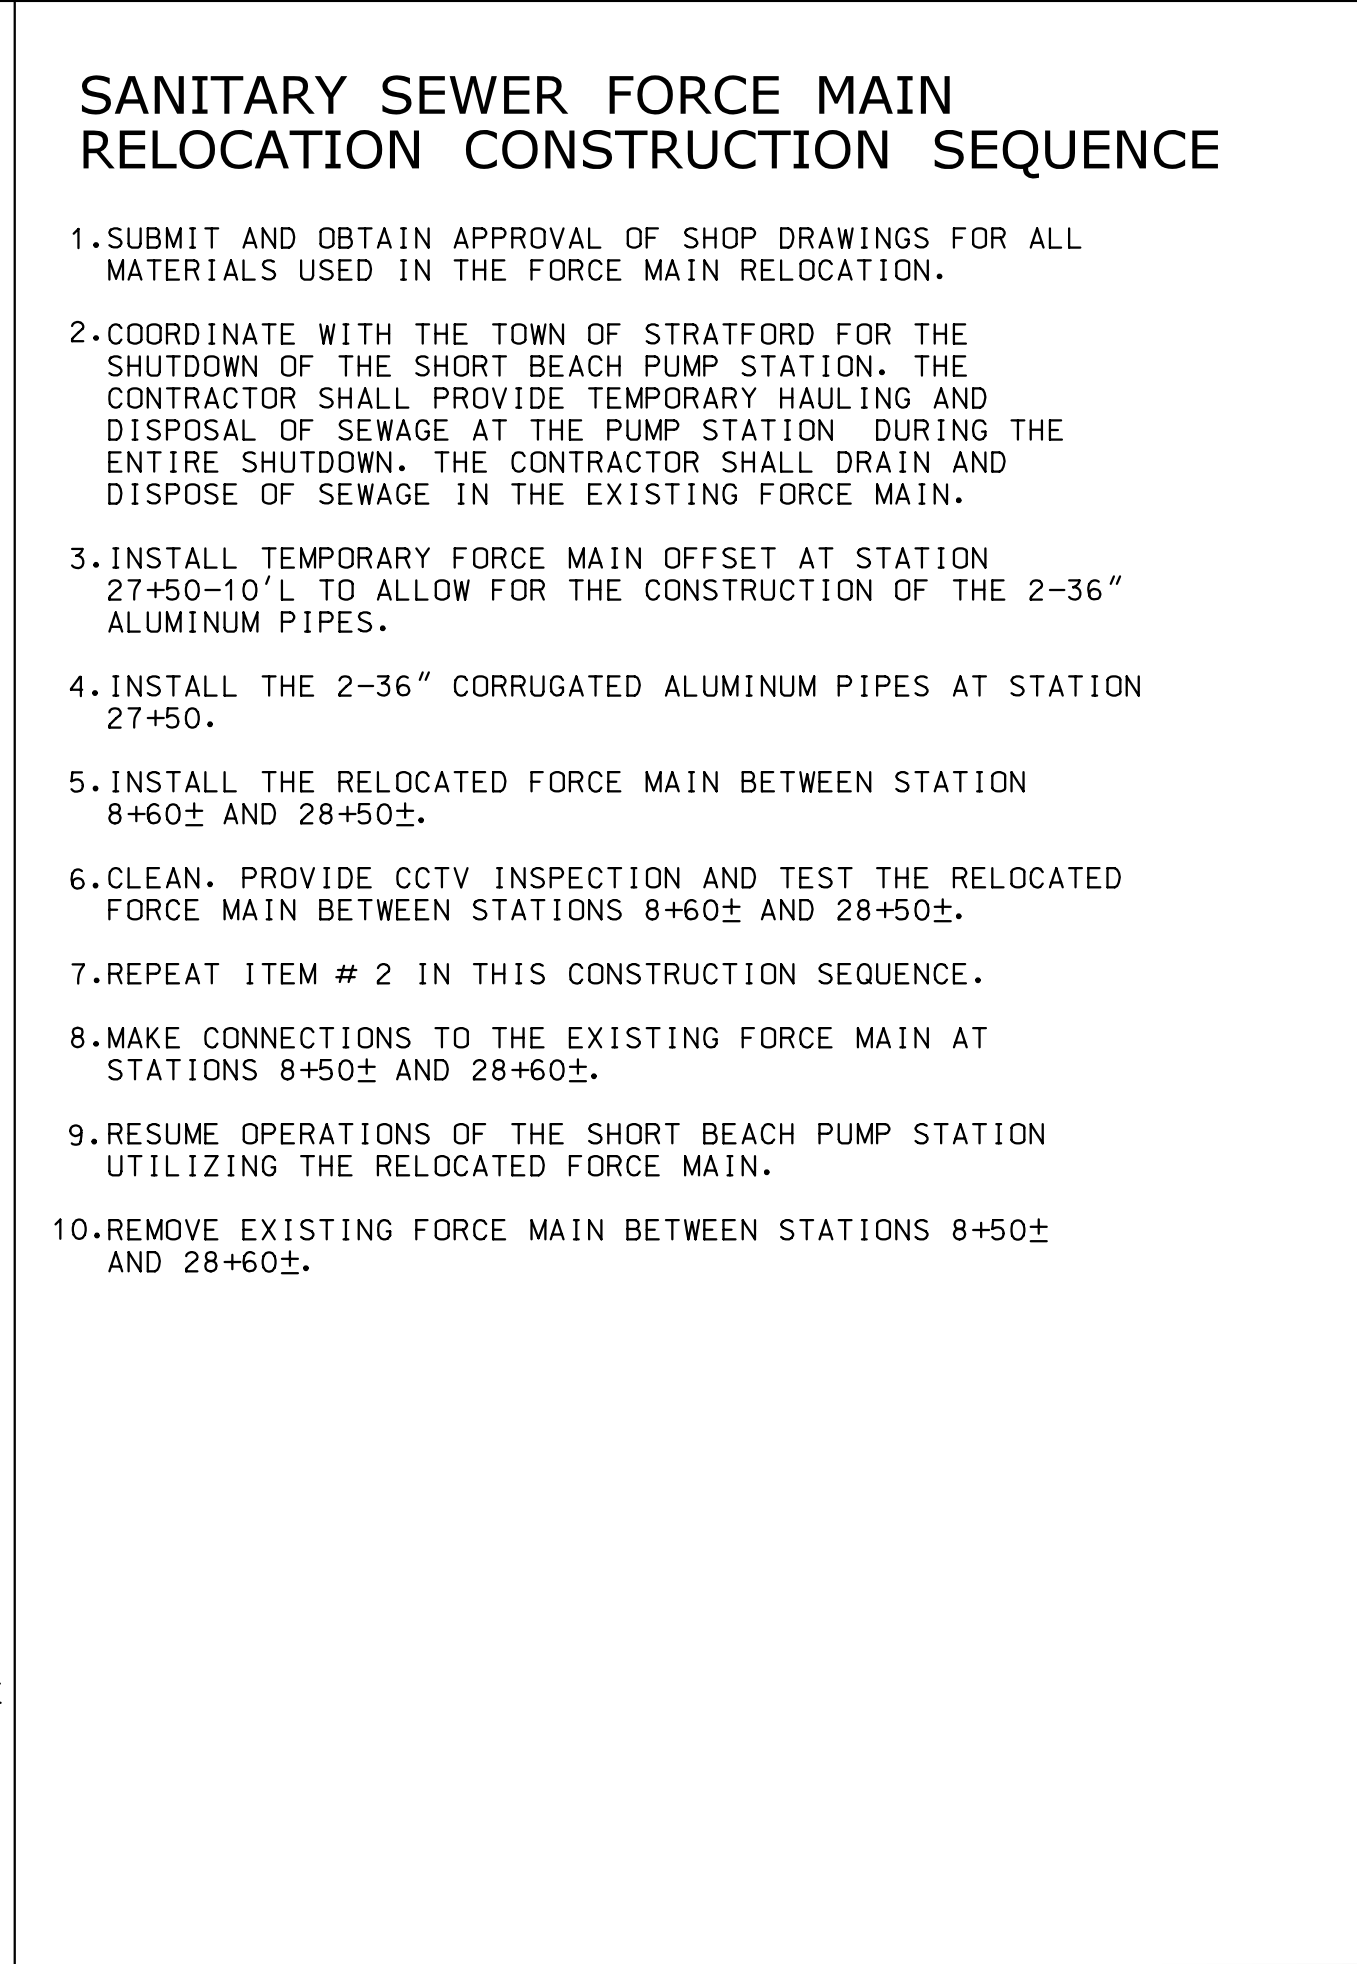 SANITARY SEWER FORCE MAIN
RELOCATION CONSTRUCTION SEQUENCE
1. SUBMIT AND OBTAIN APPROVAL OF SHOP DRAWINGS FOR ALL
MATERIALS USED IN THE FORCE MAIN RELOCATION.
2. COORDINATE WITH THE TOWN OF STRATFORD FOR THE
SHUTDOWN OF THE SHORT BEACH PUMP STATION. THE
CONTRACTOR SHALL PROVIDE TEMPORARY HAULING AND
DISPOSAL OF SEWAGE AT THE PUMP STATION DURING THE
ENTIRE SHUTDOWN. THE CONTRACTOR SHALL DRAIN AND
DISPOSE OF SEWAGE IN THE EXISTING FORCE MAIN.
3. INSTALL TEMPORARY FORCE MAIN OFFSET AT STATION
27+50-10'L TO ALLOW FOR THE CONSTRUCTION OF THE 2-36"
ALUMINUM PIPES.
4. INSTALL THE 2-36" CORRUGATED ALUMINUM PIPES AT STATION
27+50.
5. INSTALL THE RELOCATED FORCE MAIN BETWEEN STATION
8+60± AND 28+50±.
6. CLEAN. PROVIDE CCTV INSPECTION AND TEST THE RELOCATED
FORCE MAIN BETWEEN STATIONS 8+60± AND 28+50±.
7. REPEAT ITEM # 2 IN THIS CONSTRUCTION SEQUENCE.
8. MAKE CONNECTIONS TO THE EXISTING FORCE MAIN AT
STATIONS 8+50± AND 28+60±.
9. RESUME OPERATIONS OF THE SHORT BEACH PUMP STATION
UTILIZING THE RELOCATED FORCE MAIN.
10. REMOVE EXISTING FORCE MAIN BETWEEN STATIONS 8+50±
AND 28+60±.